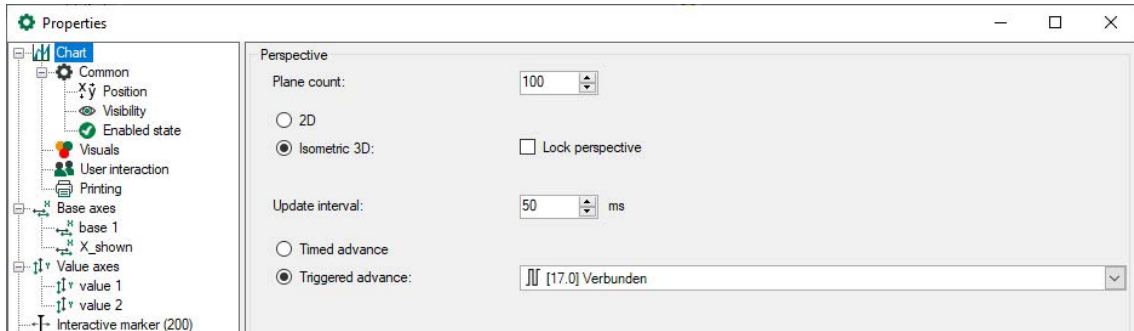 Properties
Chart
Common
Position
Visibility
Enabled state
Visuals
User interaction
Printing
Base axes
base 1
X_shown
Value axes
value 1
value 2
Interactive marker (200)
Perspective
Plane count: 100
2D
Isometric 3D: Lock perspective
Update interval: 50 ms
Timed advance
Triggered advance: [17.0] Verbunden